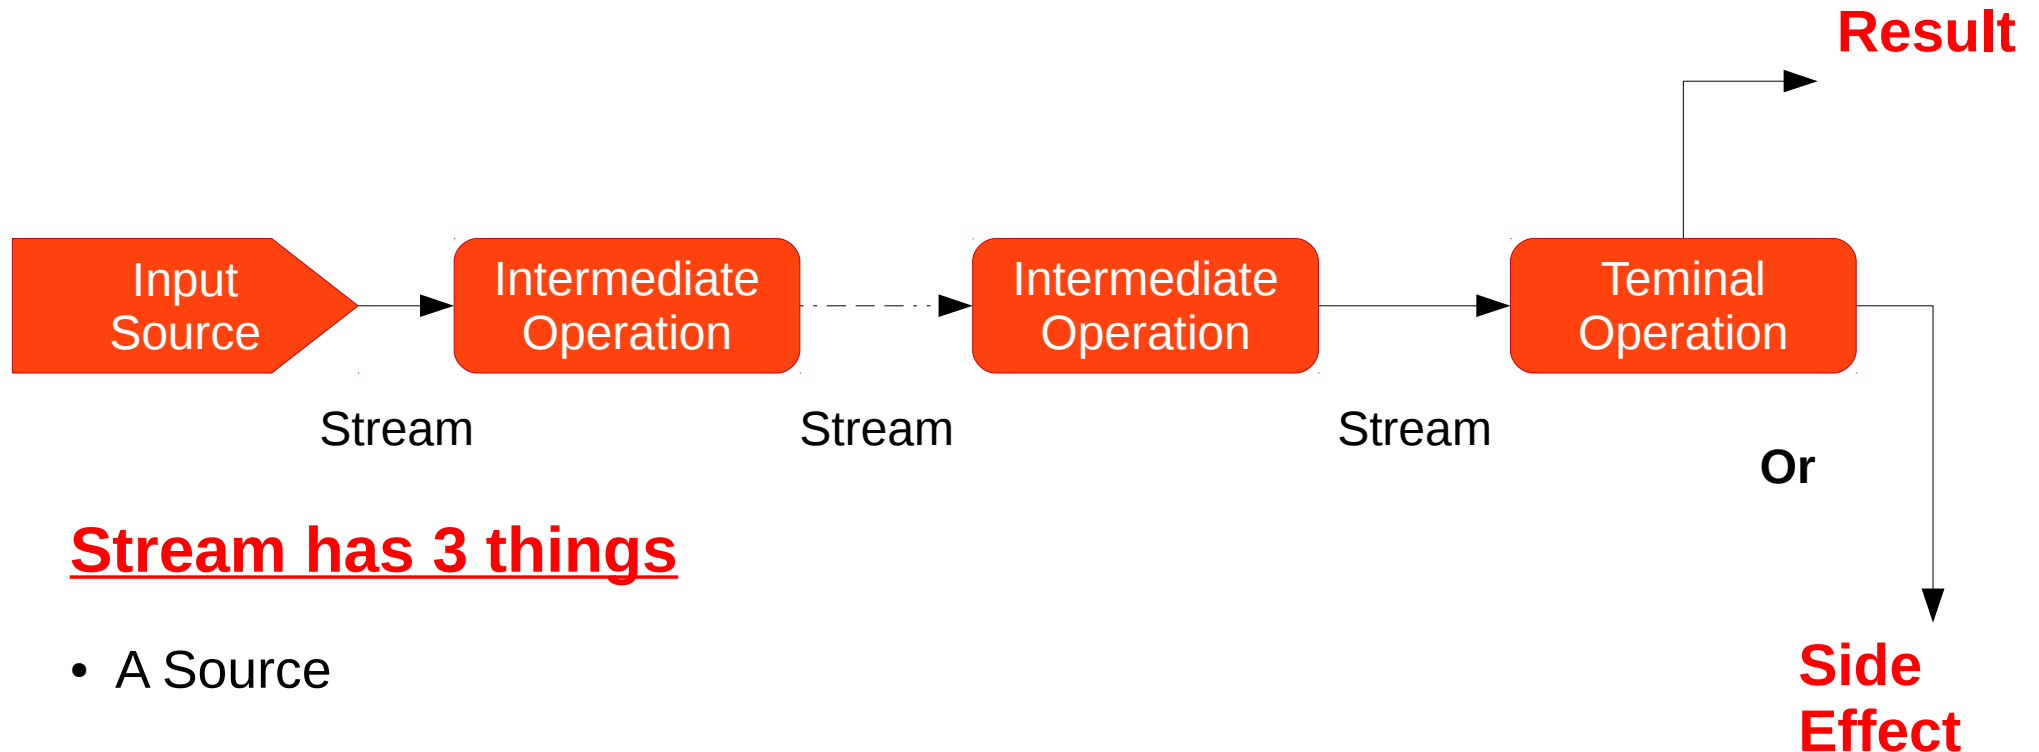 Result
Input
Source
Intermediate
Operation
Intermediate
Operation
Teminal
Operation
Stream
Stream
Stream
Or
Stream has 3 things
• A Source
Side
Effect